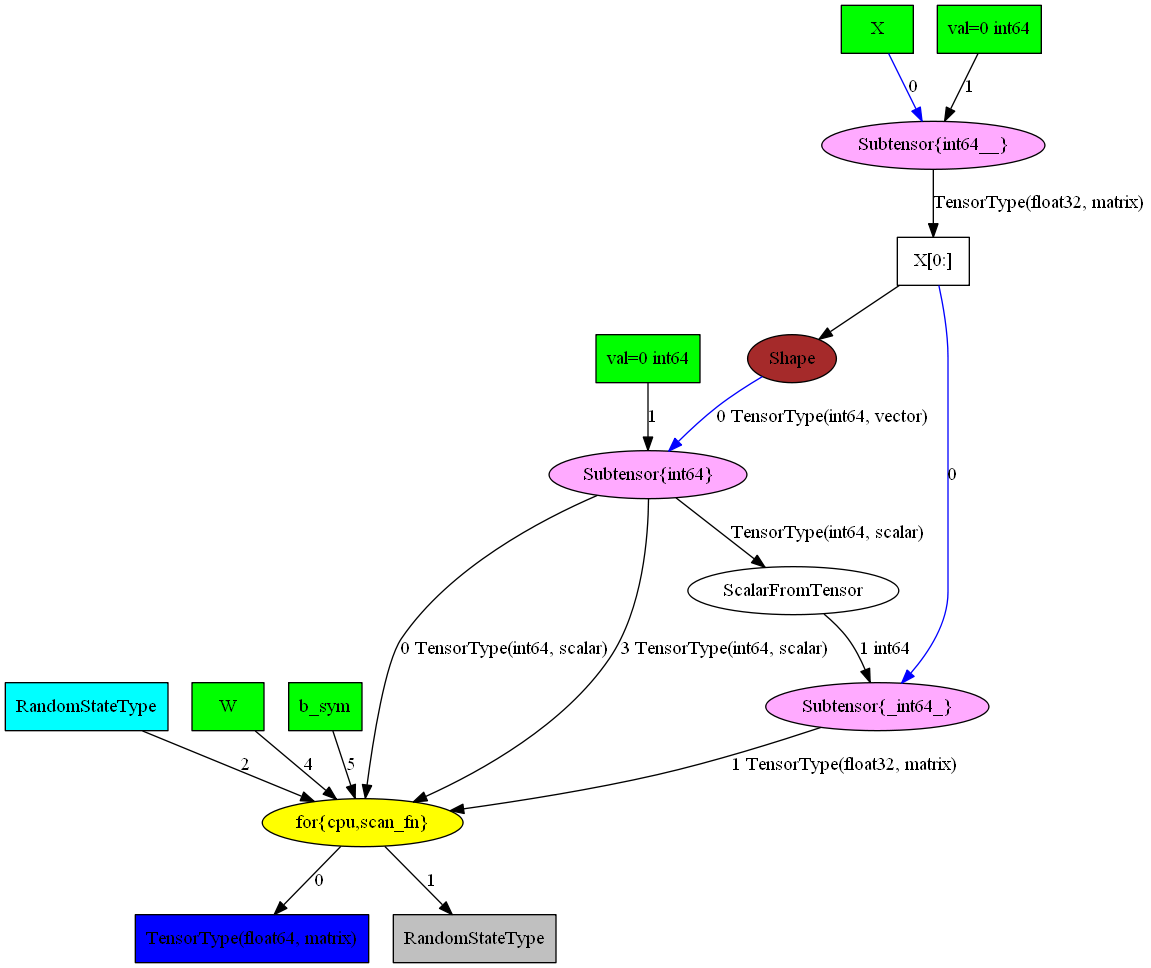 X
val=0 int64
0
1
Subtensor{int64__}
TensorType(float32, matrix)
X[0:]
val=0 int64
Shape
1
0 TensorType(int64, vector)
Subtensor{int64}
0
TensorType(int64, scalar)
ScalarFromTensor
0 TensorType(int64, scalar)
3 TensorType(int64, scalar)
1 int64
RandomStateType
W
b_sym
Subtensor{_int64_}
2
4
5
1 TensorType(float32, matrix)
for{cpu,scan_fn}
0
1
TensorType(float64, matrix)
RandomStateType